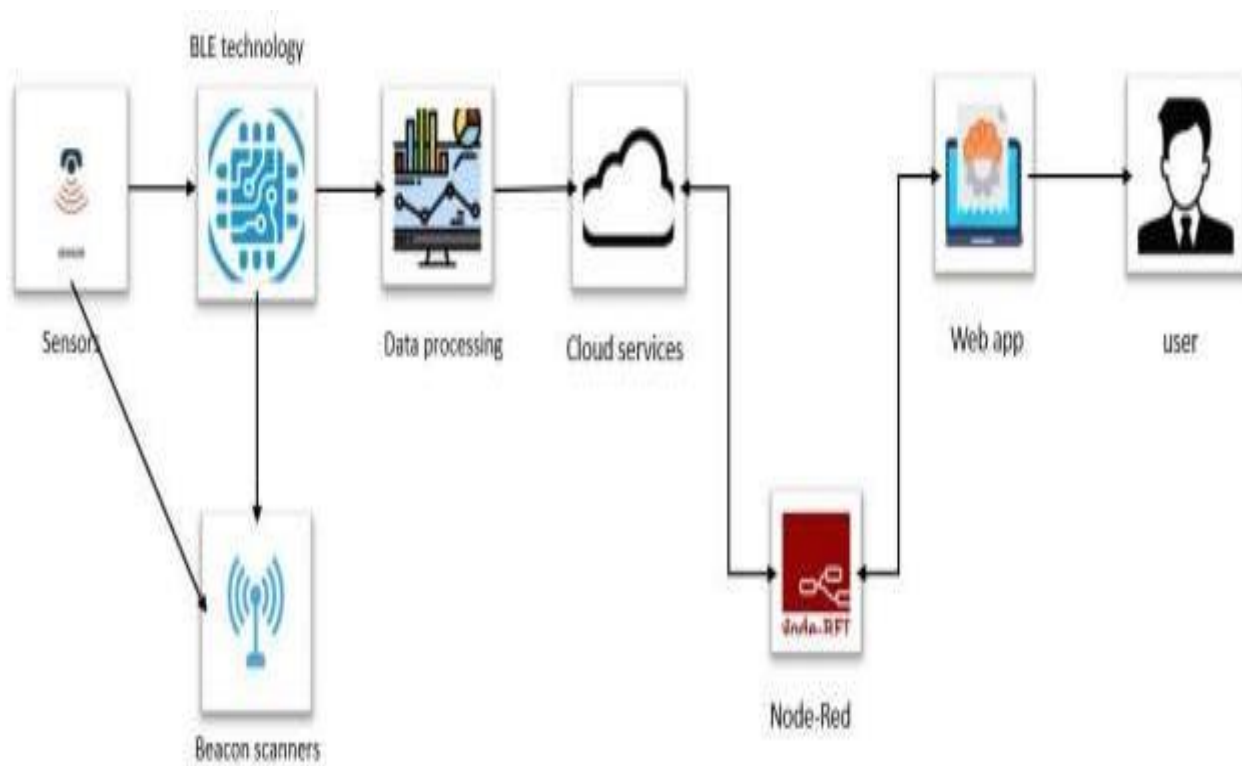 BLE technology
Sensors
Data processing
Cloud services
Web app
user
Node-Red
Beacon scanners